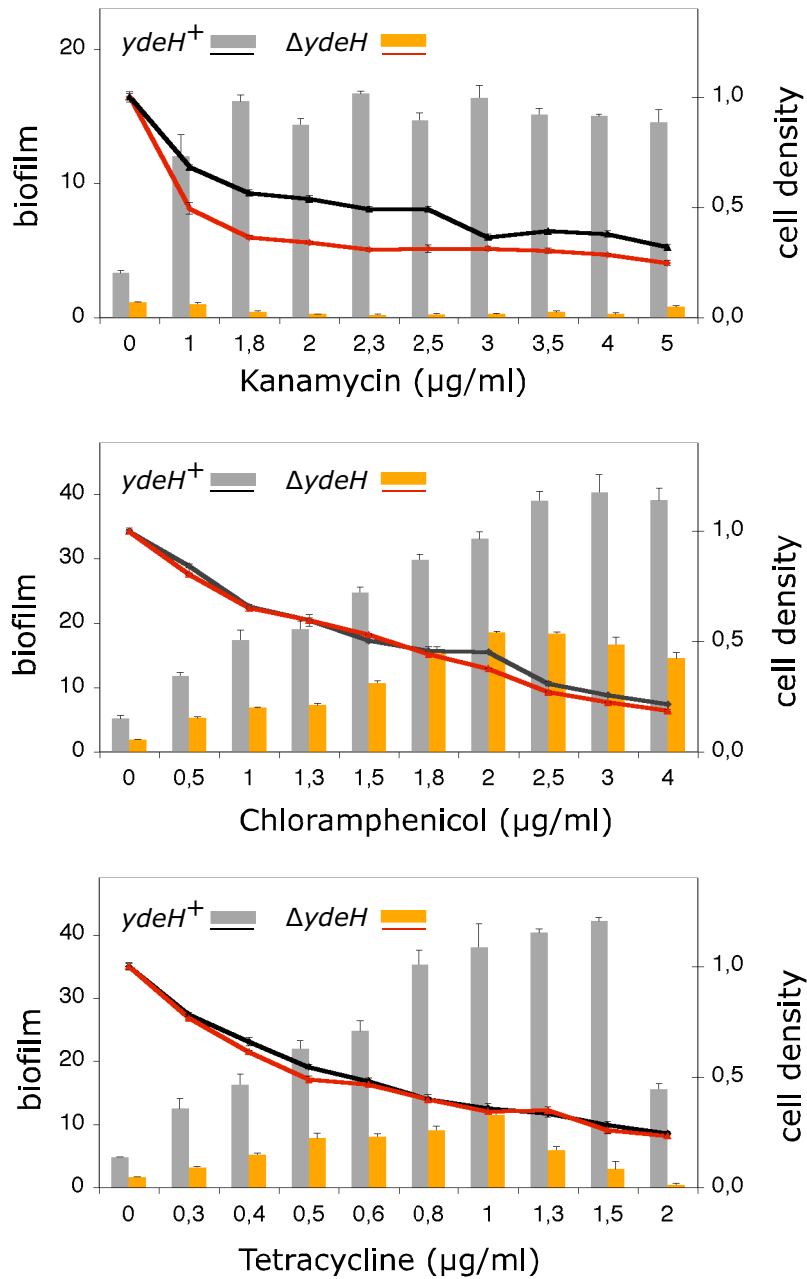 ydeH+ ΔydeH
20
10
0
biofilm
1,0
0,5
0,0
cell density
0 1 1,8 2 2,3 2,5 3 3,5 4 5
Kanamycin (µg/ml)
ydeH+ ΔydeH
40
30
20
10
0
biofilm
1,0
0,5
0,0
cell density
0 0,5 1 1,3 1,5 1,8 2 2,5 3 4
Chloramphenicol (µg/ml)
ydeH+ ΔydeH
40
30
20
10
0
biofilm
1,0
0,5
0,0
cell density
0 0,3 0,4 0,5 0,6 0,8 1 1,3 1,5 2
Tetracycline (µg/ml)